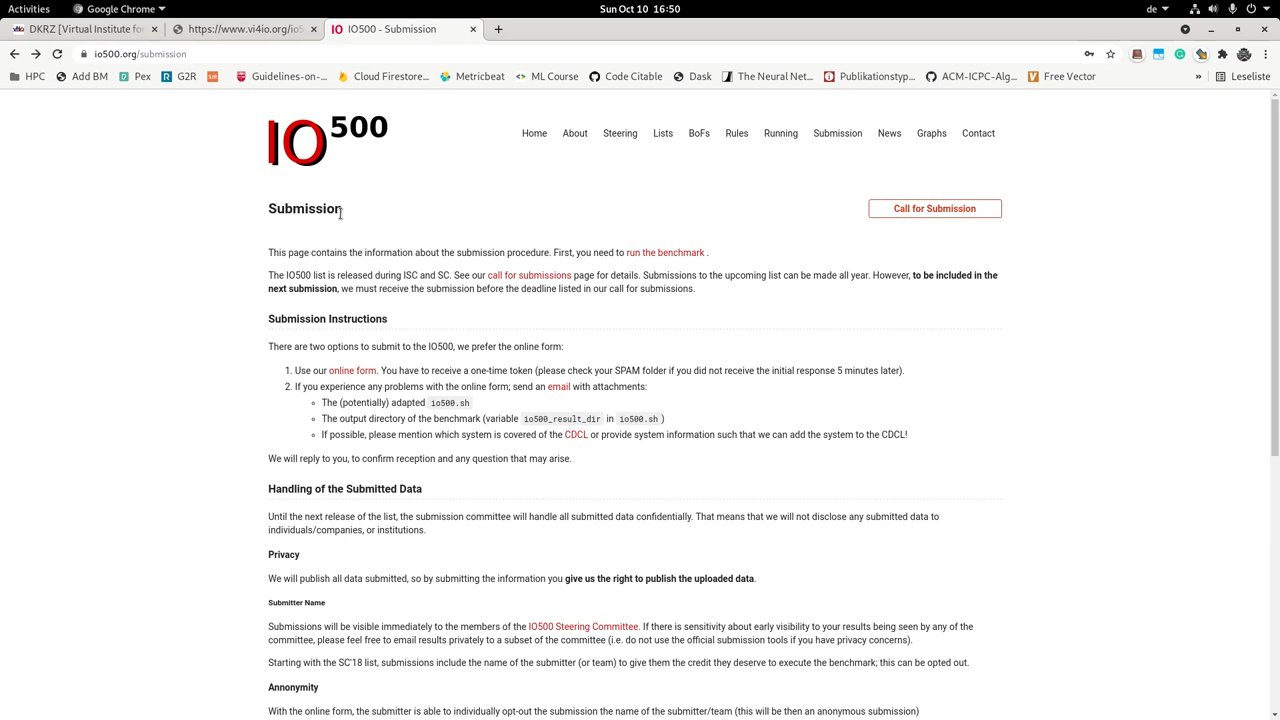 Activities Google Chrome Sun Oct 10 16:50 de
DKRZ [Virtual Institute for https://www.vi4io.org/io5 IO500 - Submission
io500.org/submission
HPC Add BM Pex G2R Guidelines-on-... Cloud Firestore... Metricbeat ML Course Code Citable Dask The Neural Net... Publikationstyp... ACM-ICPC-Alg... Free Vector » Leseliste
IO500
Home About Steering Lists BoFs Rules Running Submission News Graphs Contact
Submission
Call for Submission
This page contains the information about the submission procedure. First, you need to run the benchmark .
The IO500 list is released during ISC and SC. See our call for submissions page for details. Submissions to the upcoming list can be made all year. However, to be included in the
next submission, we must receive the submission before the deadline listed in our call for submissions.
Submission Instructions
There are two options to submit to the IO500, we prefer the online form:
1. Use our online form. You have to receive a one-time token (please check your SPAM folder if you did not receive the initial response 5 minutes later).
2. If you experience any problems with the online form; send an email with attachments:
The (potentially) adapted io500.sh
The output directory of the benchmark (variable io500_result_dir in io500.sh)
If possible, please mention which system is covered of the CDCL or provide system information such that we can add the system to the CDCL!
We will reply to you, to confirm reception and any question that may arise.
Handling of the Submitted Data
Until the next release of the list, the submission committee will handle all submitted data confidentially. That means that we will not disclose any submitted data to
individuals/companies, or institutions.
Privacy
We will publish all data submitted, so by submitting the information you give us the right to publish the uploaded data.
Submitter Name
Submissions will be visible immediately to the members of the IO500 Steering Committee. If there is sensitivity about early visibility to your results being seen by any of the
committee, please feel free to email results privately to a subset of the committee (i.e. do not use the official submission tools if you have privacy concerns).
Starting with the SC'18 list, submissions include the name of the submitter (or team) to give them the credit they deserve to execute the benchmark; this can be opted out.
Annonymity
With the online form, the submitter is able to individually opt-out the submission the name of the submitter/team (this will be then an anonymous submission)